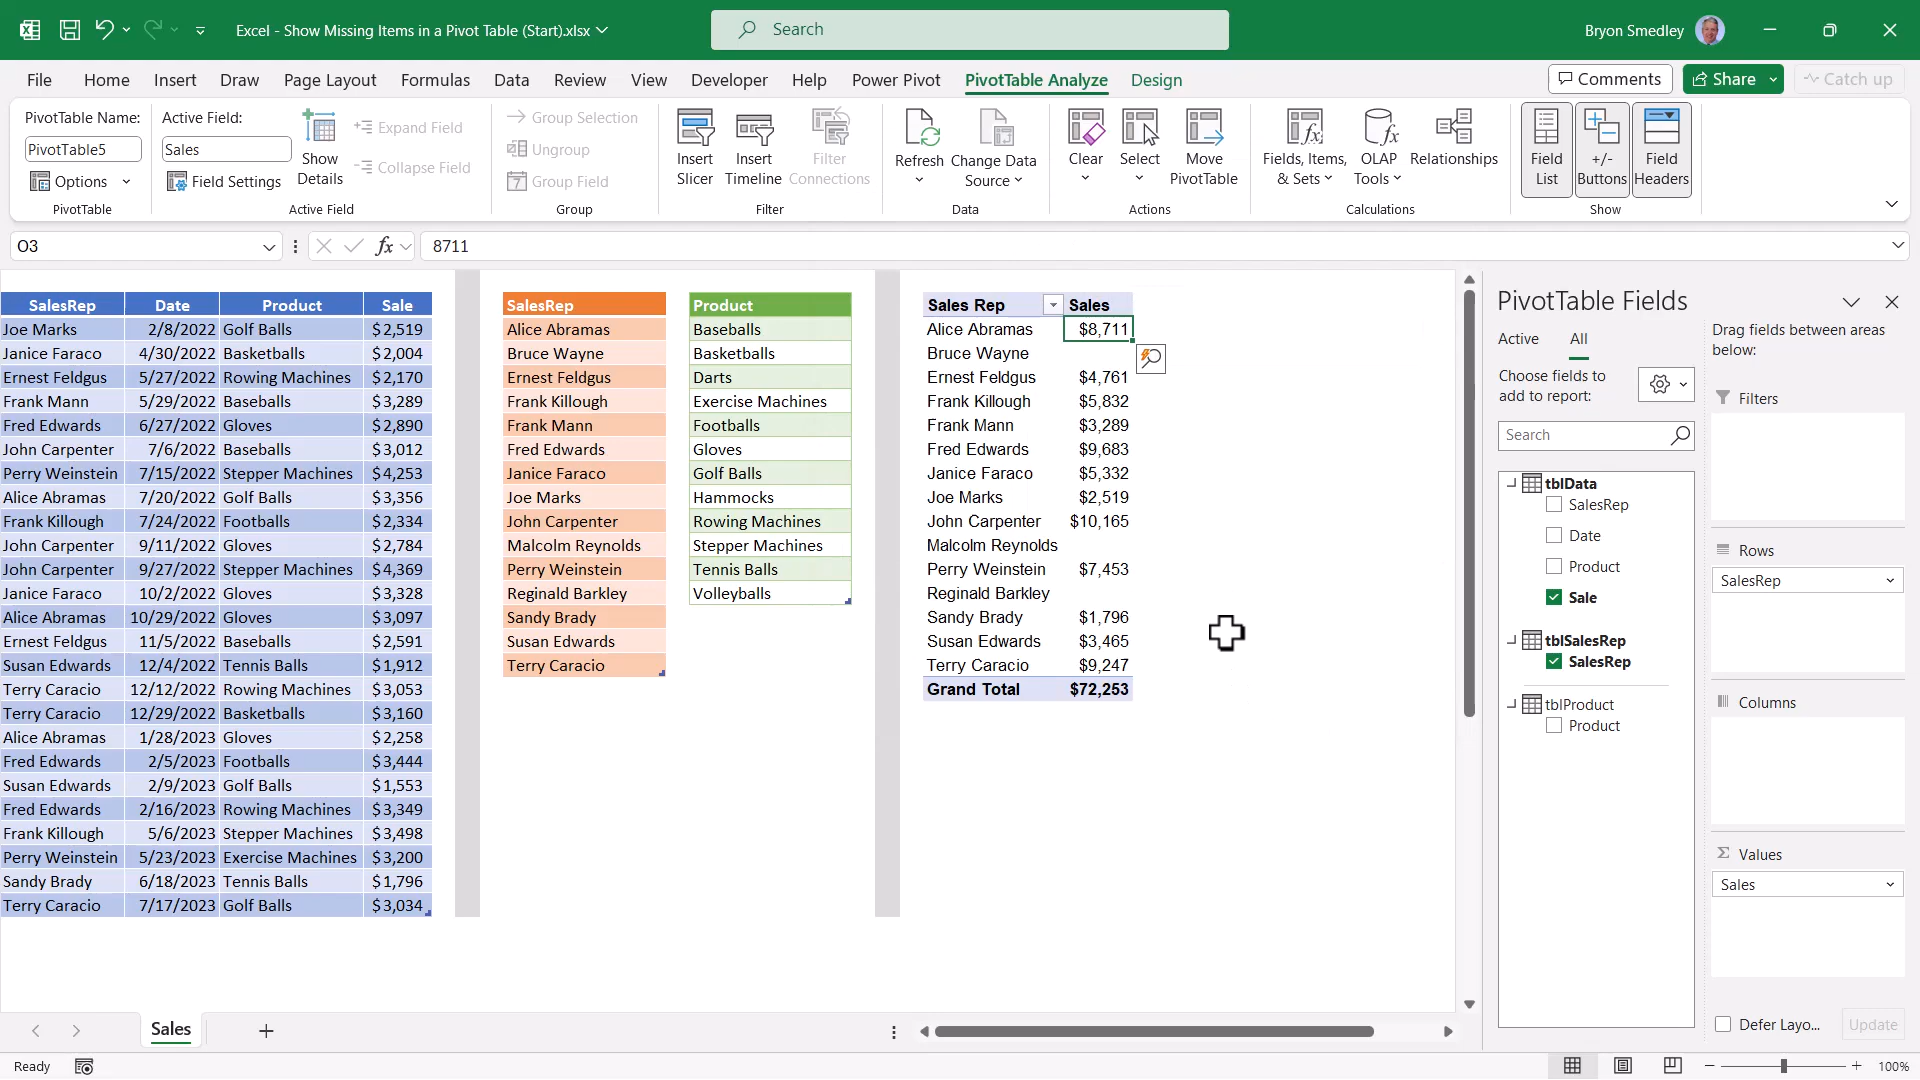 Excel - Show Missing Items in a Pivot Table (Start).xlsx
Search
Bryon Smedley
File Home Insert Draw Page Layout Formulas Data Review View Developer Help Power Pivot PivotTable Analyze Design
Comments Share Catch up
PivotTable Name:
PivotTable5
Options
PivotTable
Active Field:
Sales
Field Settings
Show Details
Expand Field
Collapse Field
Active Field
Group Selection
Ungroup
Group Field
Group
Insert Slicer
Insert Timeline
Filter Connections
Filter
Refresh
Change Data Source
Data
Clear
Select
Move PivotTable
Actions
Fields, Items, & Sets
OLAP Tools
Relationships
Calculations
Field List
+/- Buttons
Field Headers
Show
O3
fx
8711
SalesRep Date Product Sale
Joe Marks 2/8/2022 Golf Balls $2,519
Janice Faraco 4/30/2022 Basketballs $2,004
Ernest Feldgus 5/27/2022 Rowing Machines $2,170
Frank Mann 5/29/2022 Baseballs $3,289
Fred Edwards 6/27/2022 Gloves $2,890
John Carpenter 7/6/2022 Baseballs $3,012
Perry Weinstein 7/15/2022 Stepper Machines $4,253
Alice Abramas 7/20/2022 Golf Balls $3,356
Frank Killough 7/24/2022 Footballs $2,334
John Carpenter 9/11/2022 Gloves $2,784
John Carpenter 9/27/2022 Stepper Machines $4,369
Janice Faraco 10/2/2022 Gloves $3,328
Alice Abramas 10/29/2022 Gloves $3,097
Ernest Feldgus 11/5/2022 Baseballs $2,591
Susan Edwards 12/4/2022 Tennis Balls $1,912
Terry Caracio 12/12/2022 Rowing Machines $3,053
Terry Caracio 12/29/2022 Basketballs $3,160
Alice Abramas 1/28/2023 Gloves $2,258
Fred Edwards 2/5/2023 Footballs $3,444
Susan Edwards 2/9/2023 Golf Balls $1,553
Fred Edwards 2/16/2023 Rowing Machines $3,349
Frank Killough 5/6/2023 Stepper Machines $3,498
Perry Weinstein 5/23/2023 Exercise Machines $3,200
Sandy Brady 6/18/2023 Tennis Balls $1,796
Terry Caracio 7/17/2023 Golf Balls $3,034
SalesRep
Alice Abramas
Bruce Wayne
Ernest Feldgus
Frank Killough
Frank Mann
Fred Edwards
Janice Faraco
Joe Marks
John Carpenter
Malcolm Reynolds
Perry Weinstein
Reginald Barkley
Sandy Brady
Susan Edwards
Terry Caracio
Product
Baseballs
Basketballs
Darts
Exercise Machines
Footballs
Gloves
Golf Balls
Hammocks
Rowing Machines
Stepper Machines
Tennis Balls
Volleyballs
Sales Rep Sales
Alice Abramas $8,711
Bruce Wayne
Ernest Feldgus $4,761
Frank Killough $5,832
Frank Mann $3,289
Fred Edwards $9,683
Janice Faraco $5,332
Joe Marks $2,519
John Carpenter $10,165
Malcolm Reynolds
Perry Weinstein $7,453
Reginald Barkley
Sandy Brady $1,796
Susan Edwards $3,465
Terry Caracio $9,247
Grand Total $72,253
PivotTable Fields
Active All
Choose fields to
add to report:
Search
tblData
SalesRep
Date
Product
Sale
tblSalesRep
SalesRep
tblProduct
Product
Drag fields between areas
below:
Filters
Rows
SalesRep
Columns
Σ Values
Sales
Defer Layo... Update
Sales
Ready
100%